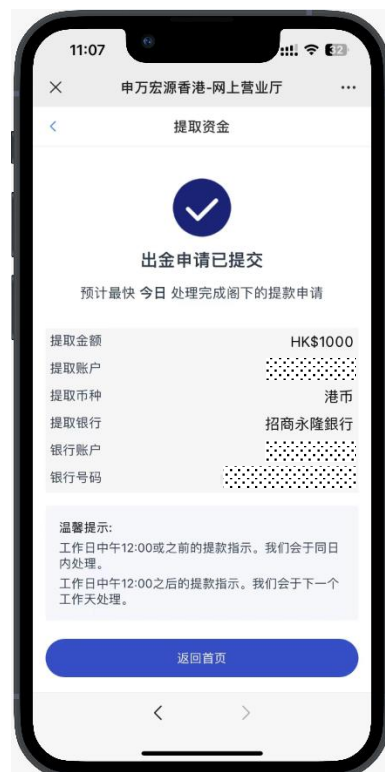 11:07
32
申万宏源香港-网上营业厅
提取资金
出金申请已提交
预计最快 今日 处理完成阁下的提款申请
提取金额 HK$1000
提取账户
提取币种 港币
提取银行 招商永隆銀行
银行账户
银行号码
温馨提示:
工作日中午12:00或之前的提款指示。我们会于同日
内处理。
工作日中午12:00之后的提款指示。我们会于下一个
工作天处理。
返回首页